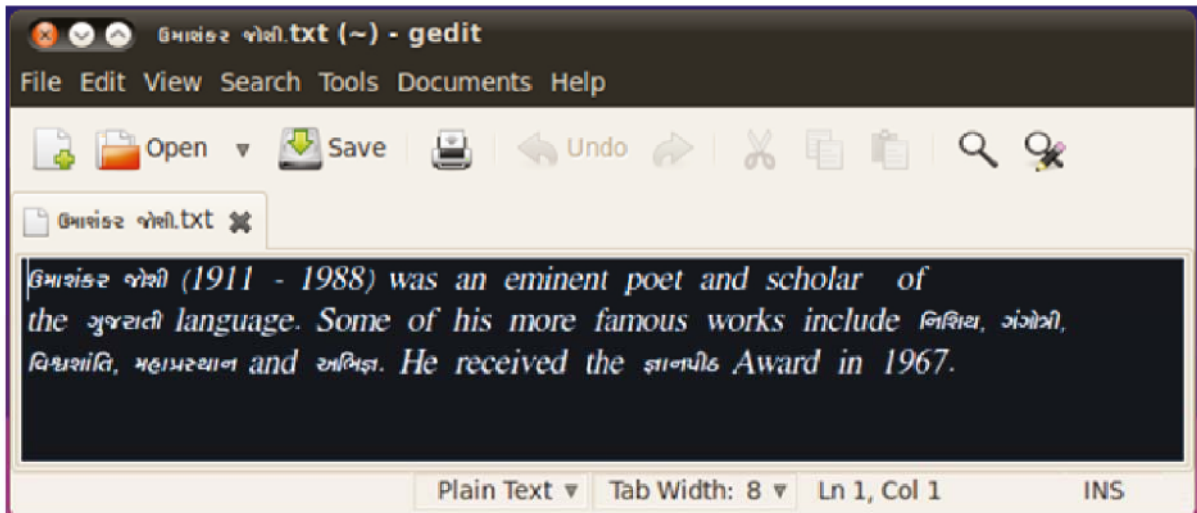 ઉમાશંકર જોશી.txt (~) - gedit
File Edit View Search Tools Documents Help
Open Save Undo
ઉમાશંકર જોશી.txt
ઉમાશંકર જોશી (1911 - 1988) was an eminent poet and scholar of
the ગુજરાતી language. Some of his more famous works include નિશિથ, ગંગોત્રી,
વિશ્વશાંતિ, મહાપ્રસ્થાન and અભિજ્ઞ. He received the જ્ઞાનપીઠ Award in 1967.
Plain Text Tab Width: 8 Ln 1, Col 1 INS